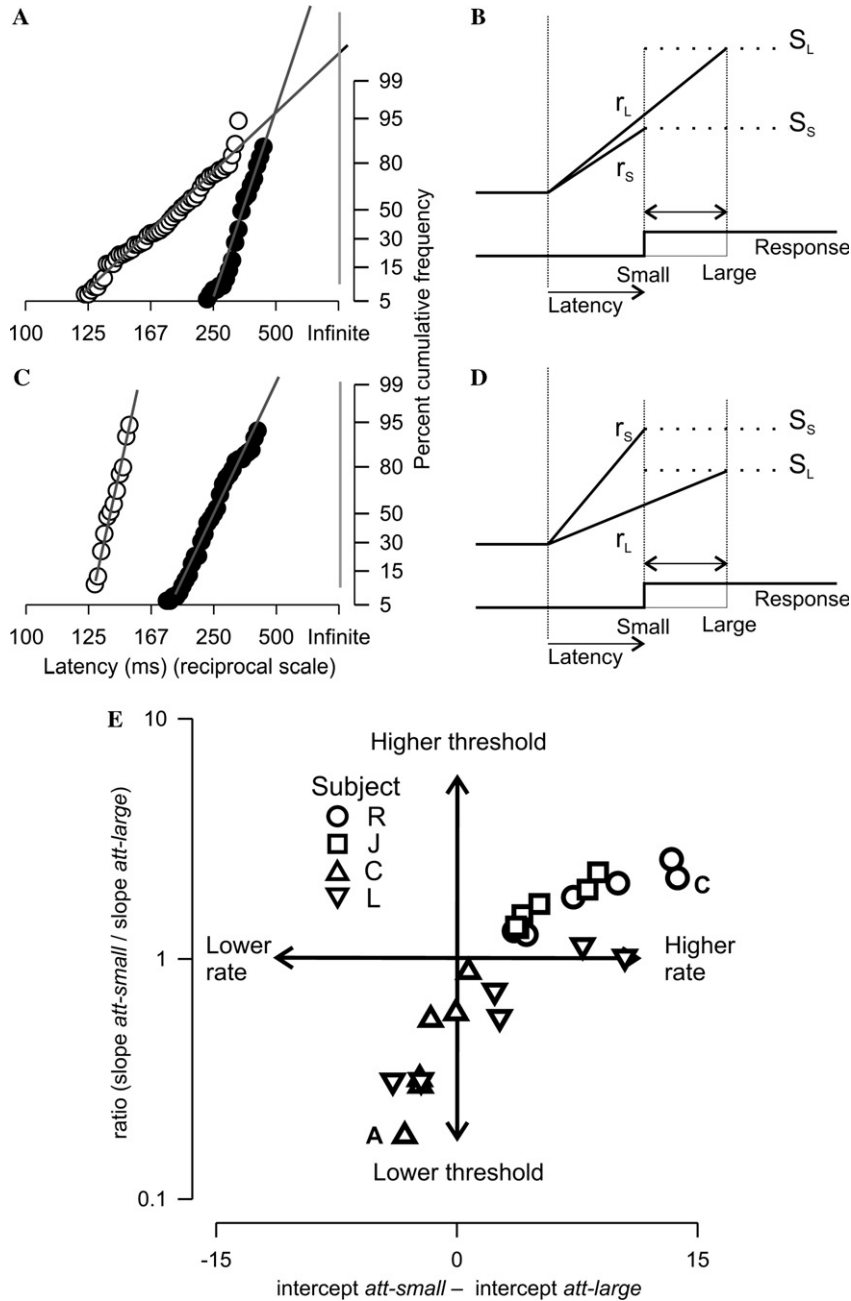 A
99
95
80
50
30
15
5
100 125 167 250 500 Infinite
Percent cumulative frequency
B
S_L
r_L
S_S
r_S
Response
Small Large
Latency
C
99
95
80
50
30
15
5
100 125 167 250 500 Infinite
Latency (ms) (reciprocal scale)
D
r_S
S_S
S_L
r_L
Response
Small Large
Latency
E
10
Higher threshold
Subject
R
J
C
L
C
Lower rate
1
Higher rate
A
Lower threshold
0.1
ratio (slope att-small / slope att-large)
-15 0 15
intercept att-small – intercept att-large